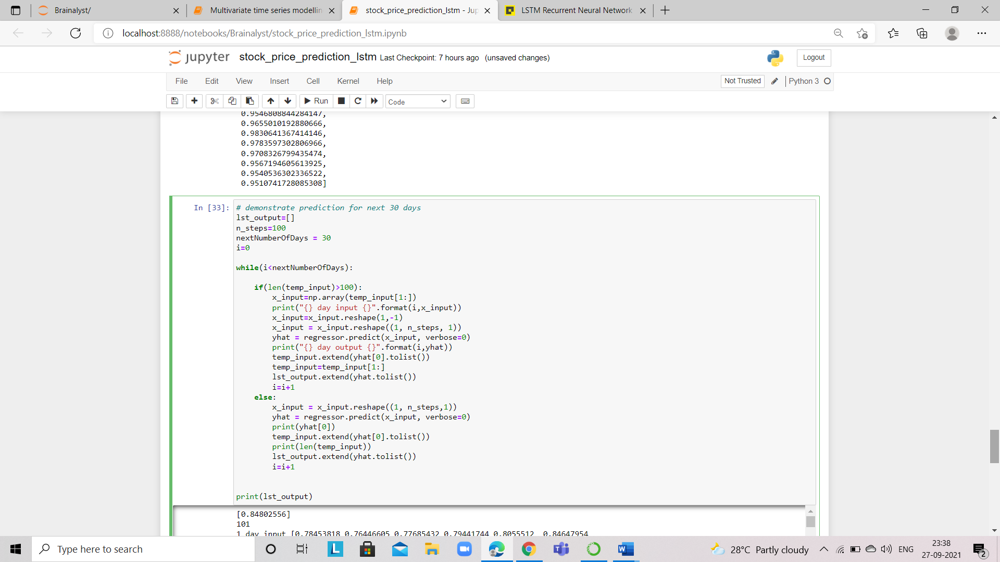 Brainalyst/
Multivariate time series modellin
stock_price_prediction_lstm - Jup
LSTM Recurrent Neural Network
localhost:8888/notebooks/Brainalyst/stock_price_prediction_lstm.ipynb
jupyter stock_price_prediction_lstm Last Checkpoint: 7 hours ago (unsaved changes)
Logout
File Edit View Insert Cell Kernel Help
Not Trusted
Python 3
Run
Code
0.9546808844284147,
0.9655010192880666,
0.9830641367414146,
0.9783597302806966,
0.9708326799435474,
0.9567194605613925,
0.9540536302336522,
0.9510741728085308]
In [33]: # demonstrate prediction for next 30 days
lst_output=[]
n_steps=100
nextNumberOfDays = 30
i=0
while(i<nextNumberOfDays):
if(len(temp_input)>100):
x_input=np.array(temp_input[1:])
print("{} day input {}".format(i,x_input))
x_input=x_input.reshape(1,-1)
x_input = x_input.reshape((1, n_steps, 1))
yhat = regressor.predict(x_input, verbose=0)
print("{} day output {}".format(i,yhat))
temp_input.extend(yhat[0].tolist())
temp_input=temp_input[1:]
lst_output.extend(yhat.tolist())
i=i+1
else:
x_input = x_input.reshape((1, n_steps,1))
yhat = regressor.predict(x_input, verbose=0)
print(yhat[0])
temp_input.extend(yhat[0].tolist())
print(len(temp_input))
lst_output.extend(yhat.tolist())
i=i+1
print(lst_output)
[0.84802556]
101
1 day input [0.78453818 0.76446605 0.77685432 0.79441744 0.8055512 0.84647954
Type here to search
28°C Partly cloudy
ENG
23:38
27-09-2021
2